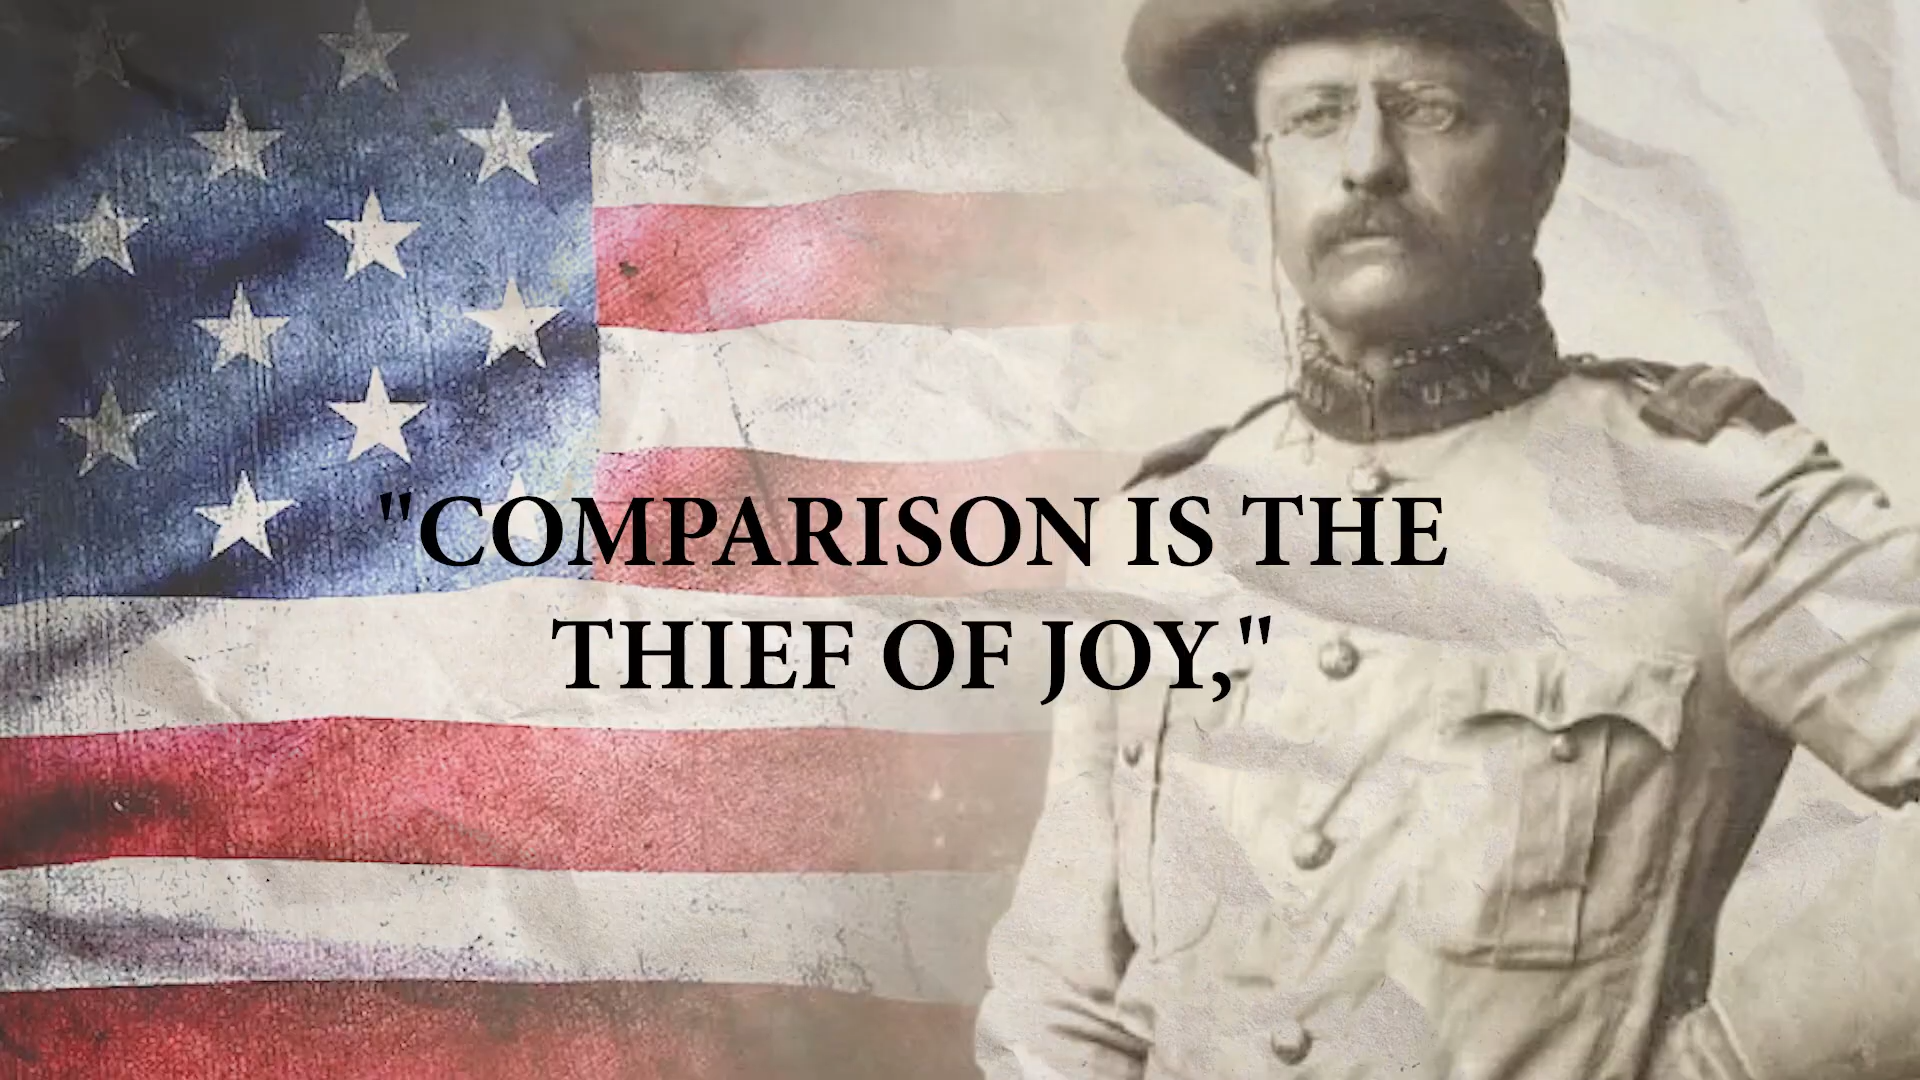 "COMPARISON IS THE
THIEF OF JOY,"
U.S.V.